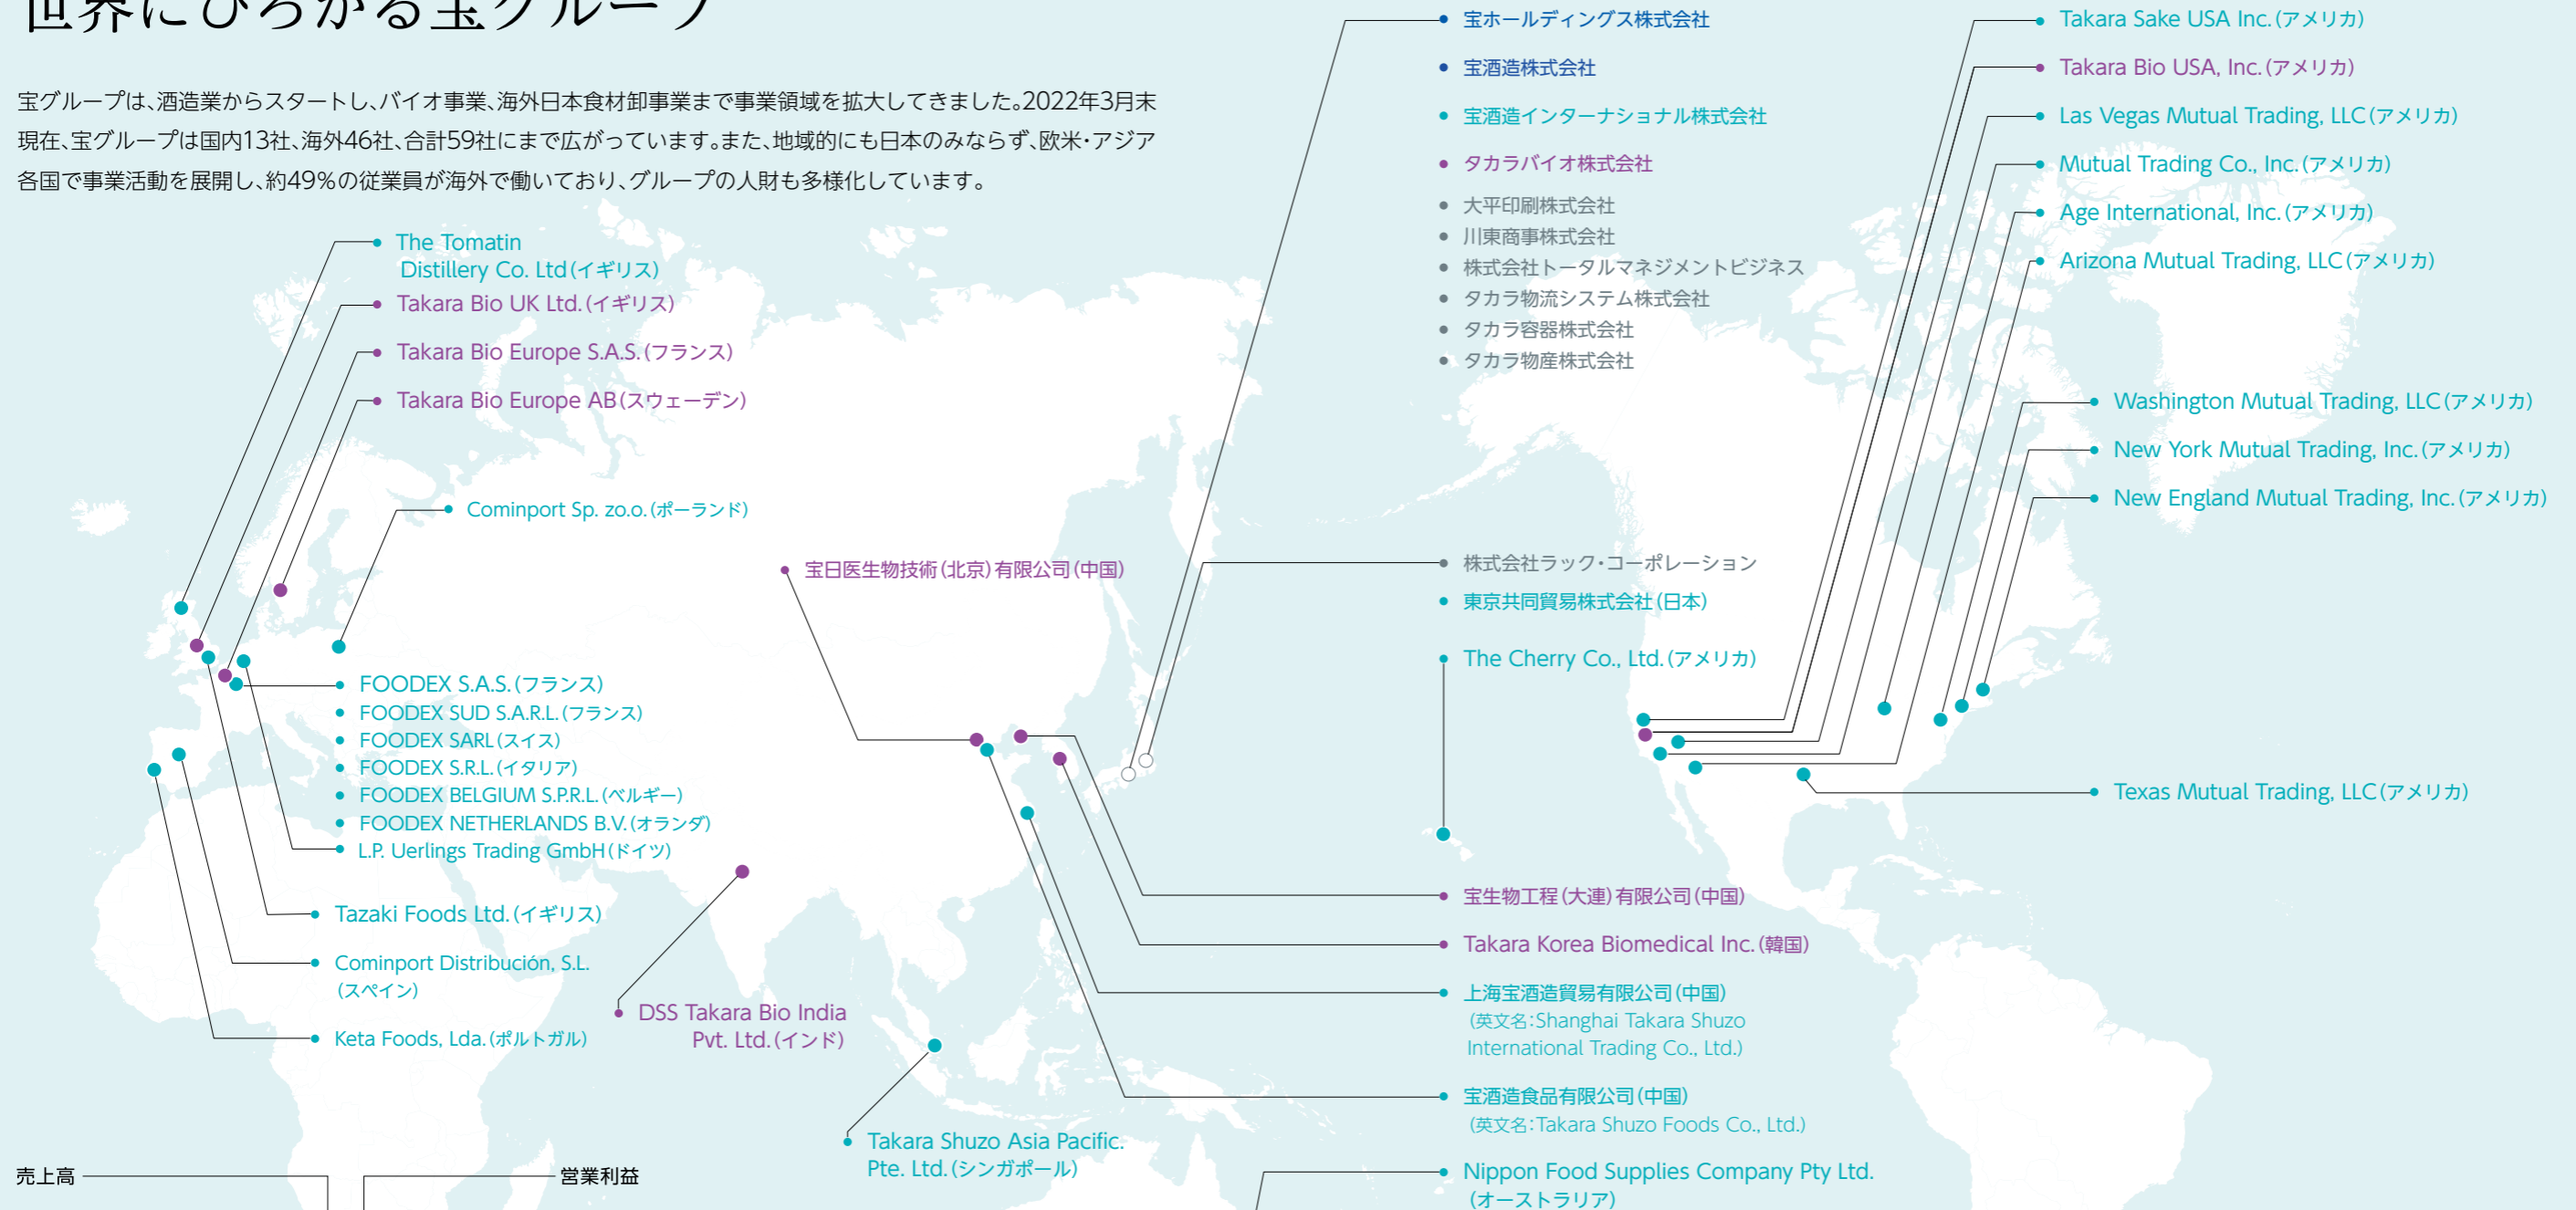 世界にひろがる宝グループ
宝グループは、酒造業からスタートし、バイオ事業、海外日本食材卸事業まで事業領域を拡大してきました。2022年3月末
現在、宝グループは国内13社、海外46社、合計59社にまで広がっています。また、地域的にも日本のみならず、欧米・アジア
各国で事業活動を展開し、約49%の従業員が海外で働いており、グループの人財も多様化しています。
The Tomatin
Distillery Co. Ltd(イギリス)
Takara Bio UK Ltd.(イギリス)
Takara Bio Europe S.A.S.(フランス)
Takara Bio Europe AB(スウェーデン)
Cominport Sp. zo.o.(ポーランド)
宝日医生物技術(北京)有限公司(中国)
FOODEX S.A.S.(フランス)
FOODEX SUD S.A.R.L.(フランス)
FOODEX SARL(スイス)
FOODEX S.R.L.(イタリア)
FOODEX BELGIUM S.P.R.L.(ベルギー)
FOODEX NETHERLANDS B.V.(オランダ)
L.P. Uerlings Trading GmbH(ドイツ)
Tazaki Foods Ltd.(イギリス)
Cominport Distribución, S.L.
(スペイン)
Keta Foods, Lda.(ポルトガル)
DSS Takara Bio India
Pvt. Ltd.(インド)
Takara Shuzo Asia Pacific.
Pte. Ltd.(シンガポール)
売上高
営業利益
宝ホールディングス株式会社
宝酒造株式会社
宝酒造インターナショナル株式会社
タカラバイオ株式会社
大平印刷株式会社
川東商事株式会社
株式会社トータルマネジメントビジネス
タカラ物流システム株式会社
タカラ容器株式会社
タカラ物産株式会社
株式会社ラック・コーポレーション
東京共同貿易株式会社(日本)
The Cherry Co., Ltd.(アメリカ)
宝生物工程(大連)有限公司(中国)
Takara Korea Biomedical Inc.(韓国)
上海宝酒造貿易有限公司(中国)
(英文名:Shanghai Takara Shuzo
International Trading Co., Ltd.)
宝酒造食品有限公司(中国)
(英文名:Takara Shuzo Foods Co., Ltd.)
Nippon Food Supplies Company Pty Ltd.
(オーストラリア)
Takara Sake USA Inc.(アメリカ)
Takara Bio USA, Inc.(アメリカ)
Las Vegas Mutual Trading, LLC(アメリカ)
Mutual Trading Co., Inc.(アメリカ)
Age International, Inc.(アメリカ)
Arizona Mutual Trading, LLC(アメリカ)
Washington Mutual Trading, LLC(アメリカ)
New York Mutual Trading, Inc.(アメリカ)
New England Mutual Trading, Inc.(アメリカ)
Texas Mutual Trading, LLC(アメリカ)